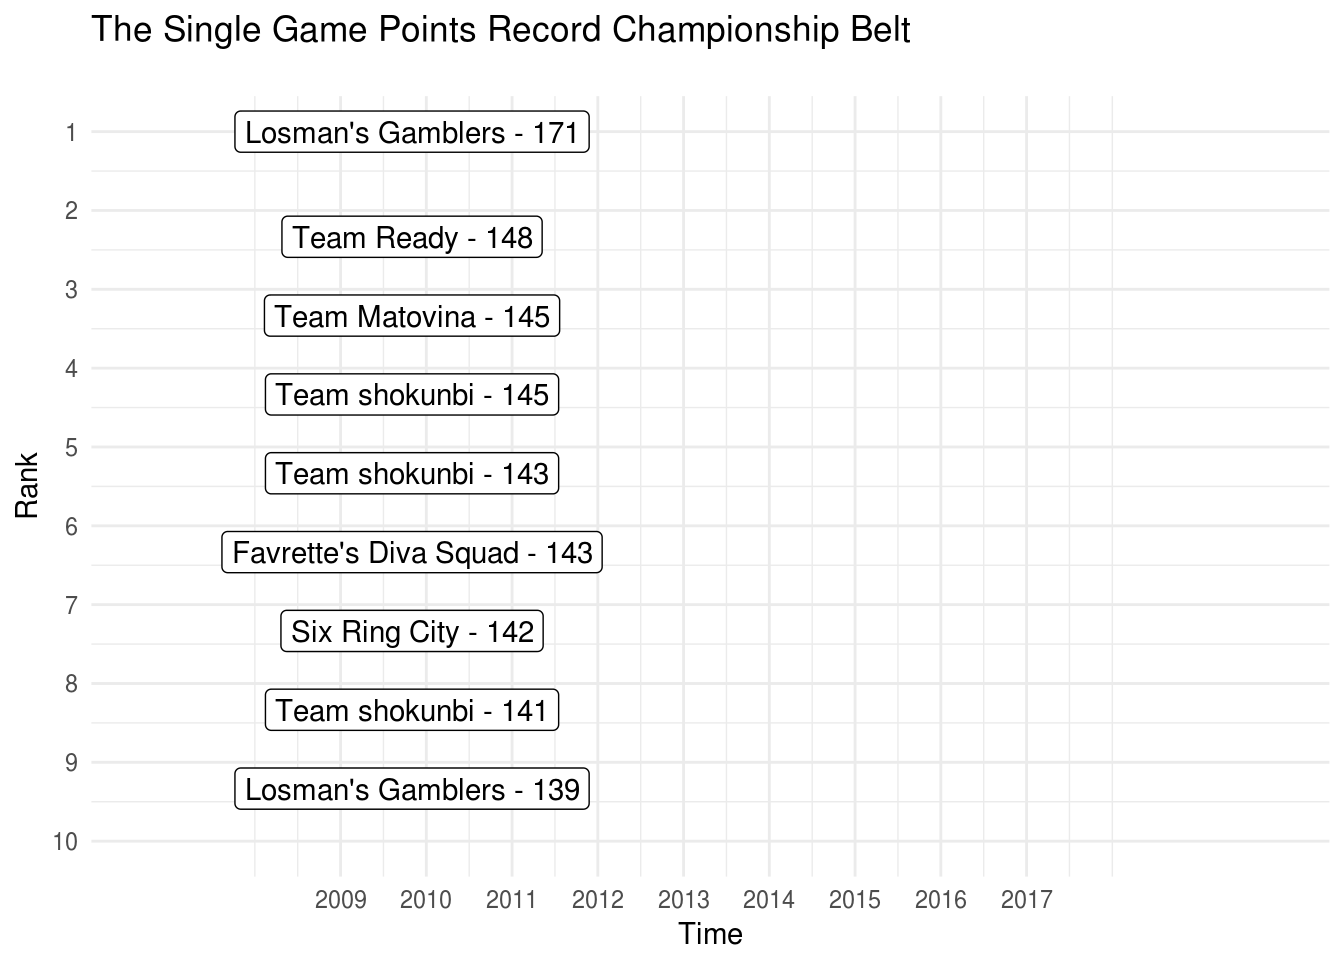 The Single Game Points Record Championship Belt
1
Losman's Gamblers - 171
2
Team Ready - 148
3
Team Matovina - 145
4
Team shokunbi - 145
5
Team shokunbi - 143
6
Favrette's Diva Squad - 143
7
Six Ring City - 142
8
Team shokunbi - 141
9
Losman's Gamblers - 139
10
Rank
2009 2010 2011 2012 2013 2014 2015 2016 2017
Time